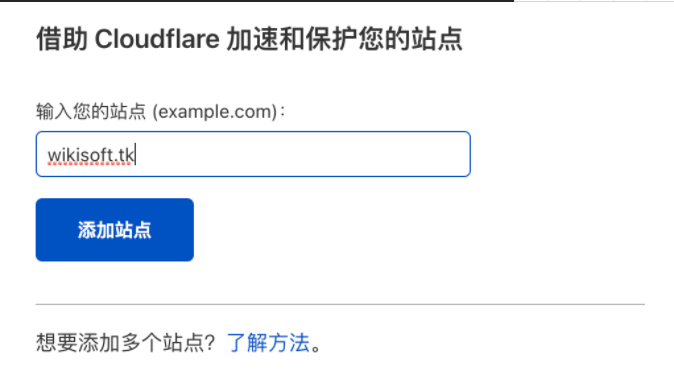 借助 Cloudflare 加速和保护您的站点
输入您的站点 (example.com)：
wikisoft.tk
添加站点
想要添加多个站点？了解方法。